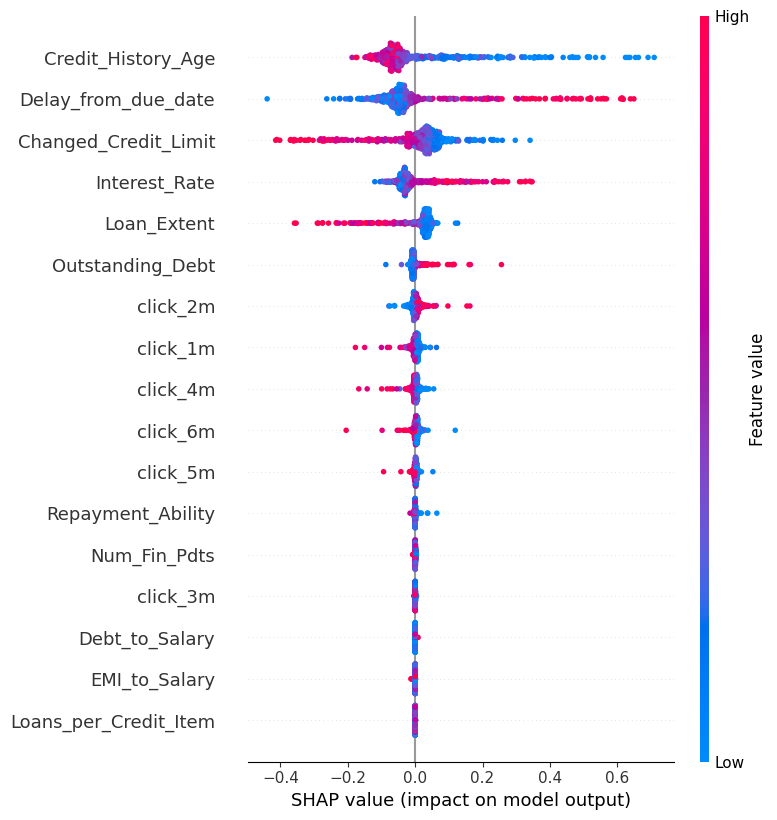 High
Credit_History_Age
Delay_from_due_date
Changed_Credit_Limit
Interest_Rate
Loan_Extent
Outstanding_Debt
click_2m
click_1m
click_4m
click_6m
click_5m
Repayment_Ability
Num_Fin_Pdts
click_3m
Debt_to_Salary
EMI_to_Salary
Loans_per_Credit_Item
Feature value
Low
−0.4 −0.2 0.0 0.2 0.4 0.6
SHAP value (impact on model output)